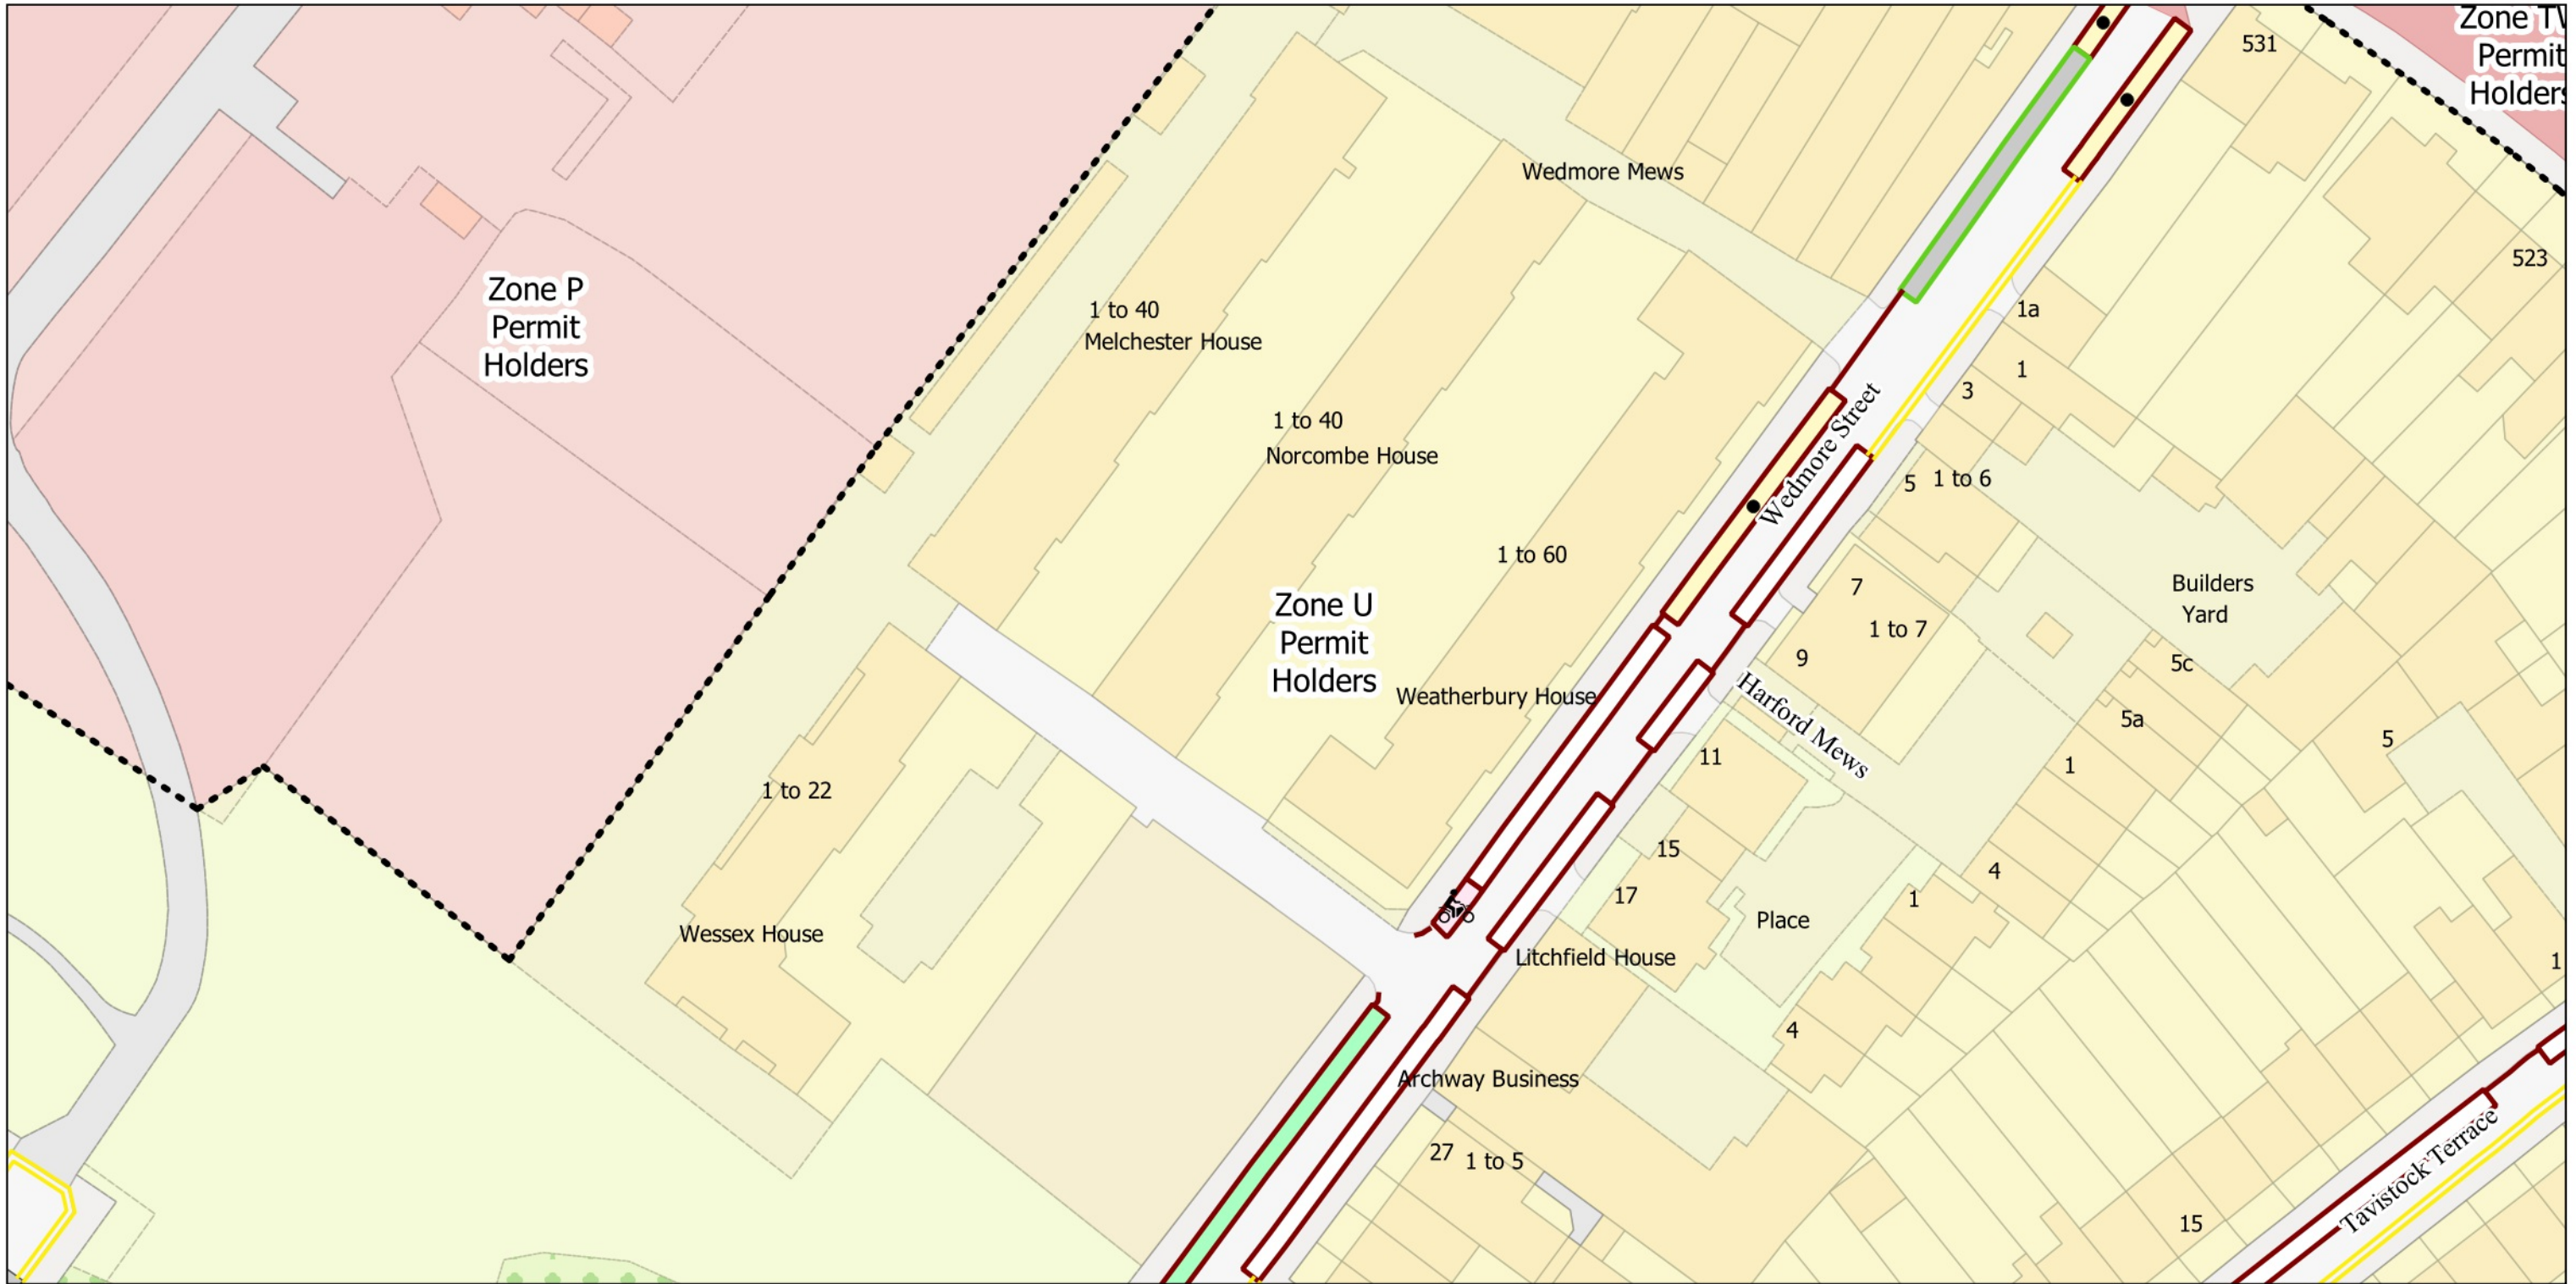 Zone TW
Permit
Holders
531
Wedmore Mews
523
Zone P
Permit
Holders
1 to 40
Melchester House
1a
1
3
1 to 40
Norcombe House
Wedmore Street
5
1 to 6
1 to 60
7
Builders
Yard
Zone U
Permit
Holders
1 to 7
9
5c
Weatherbury House
Harford Mews
5a
5
11
1
1 to 22
15
4
17
1
Place
Wessex House
Litchfield House
1
4
Archway Business
27
1 to 5
Tavistock Terrace
15